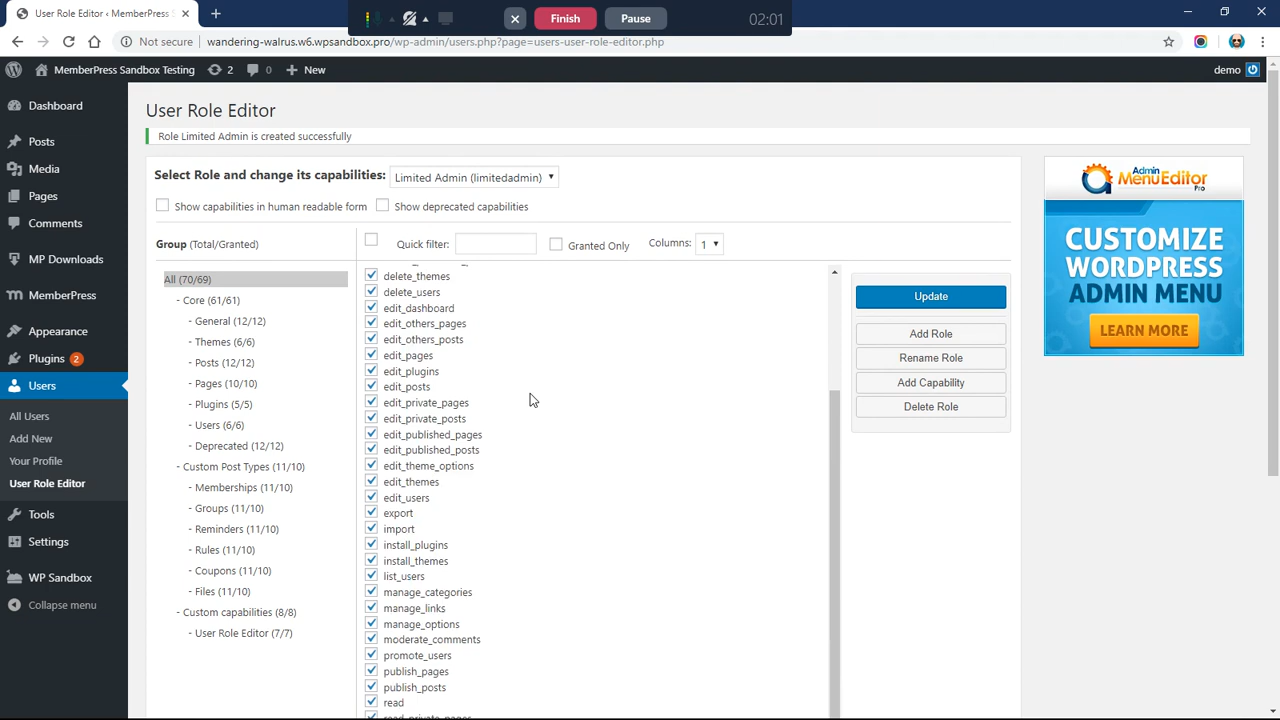 User Role Editor < MemberPress S
Finish
Pause
02:01
Not secure
wandering-walrus.w6.wpsandbox.pro/wp-admin/users.php?page=users-user-role-editor.php
MemberPress Sandbox Testing
2
0
New
demo
Dashboard
Posts
Media
Pages
Comments
MP Downloads
MemberPress
Appearance
Plugins 2
Users
All Users
Add New
Your Profile
User Role Editor
Tools
Settings
WP Sandbox
Collapse menu
User Role Editor
Role Limited Admin is created successfully
Select Role and change its capabilities: Limited Admin (limitedadmin)
Show capabilities in human readable form
Show deprecated capabilities
Group (Total/Granted)
Quick filter:
Granted Only
Columns: 1
All (70/69)
- Core (61/61)
- General (12/12)
- Themes (6/6)
- Posts (12/12)
- Pages (10/10)
- Plugins (5/5)
- Users (6/6)
- Deprecated (12/12)
- Custom Post Types (11/10)
- Memberships (11/10)
- Groups (11/10)
- Reminders (11/10)
- Rules (11/10)
- Coupons (11/10)
- Files (11/10)
- Custom capabilities (8/8)
- User Role Editor (7/7)
delete_themes
delete_users
edit_dashboard
edit_others_pages
edit_others_posts
edit_pages
edit_plugins
edit_posts
edit_private_pages
edit_private_posts
edit_published_pages
edit_published_posts
edit_theme_options
edit_themes
edit_users
export
import
install_plugins
install_themes
list_users
manage_categories
manage_links
manage_options
moderate_comments
promote_users
publish_pages
publish_posts
read
read_private_pages
Update
Add Role
Rename Role
Add Capability
Delete Role
Admin
MenuEditor
Pro
CUSTOMIZE
WORDPRESS
ADMIN MENU
LEARN MORE